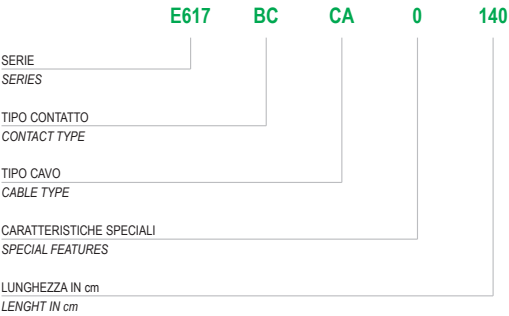 E617 BC CA 0 140
SERIE
SERIES
TIPO CONTATTO
CONTACT TYPE
TIPO CAVO
CABLE TYPE
CARATTERISTICHE SPECIALI
SPECIAL FEATURES
LUNGHEZZA IN cm
LENGHT IN cm